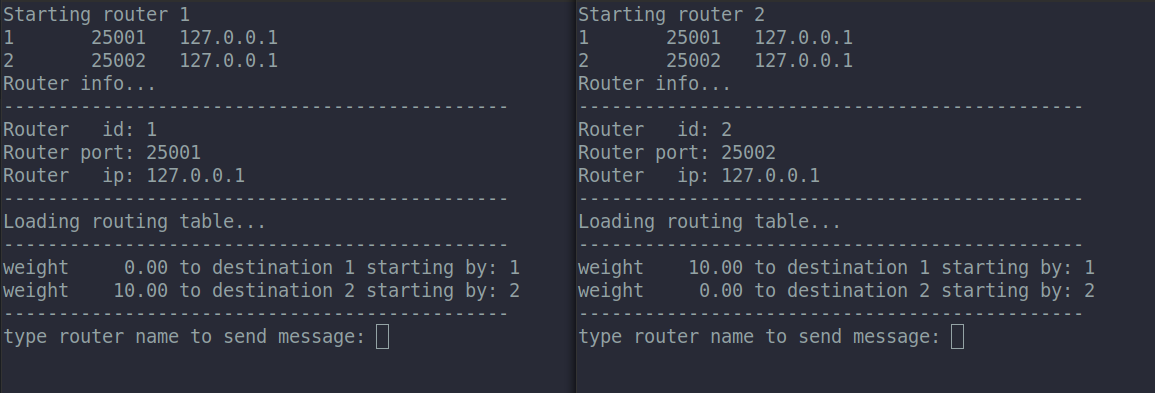 Starting router 1
1       25001   127.0.0.1
2       25002   127.0.0.1
Router info...
----------------------------------------------
Router   id: 1
Router port: 25001
Router   ip: 127.0.0.1
----------------------------------------------
Loading routing table...
----------------------------------------------
weight     0.00 to destination 1 starting by: 1
weight    10.00 to destination 2 starting by: 2
----------------------------------------------
type router name to send message:
Starting router 2
1       25001   127.0.0.1
2       25002   127.0.0.1
Router info...
----------------------------------------------
Router   id: 2
Router port: 25002
Router   ip: 127.0.0.1
----------------------------------------------
Loading routing table...
----------------------------------------------
weight    10.00 to destination 1 starting by: 1
weight     0.00 to destination 2 starting by: 2
----------------------------------------------
type router name to send message: